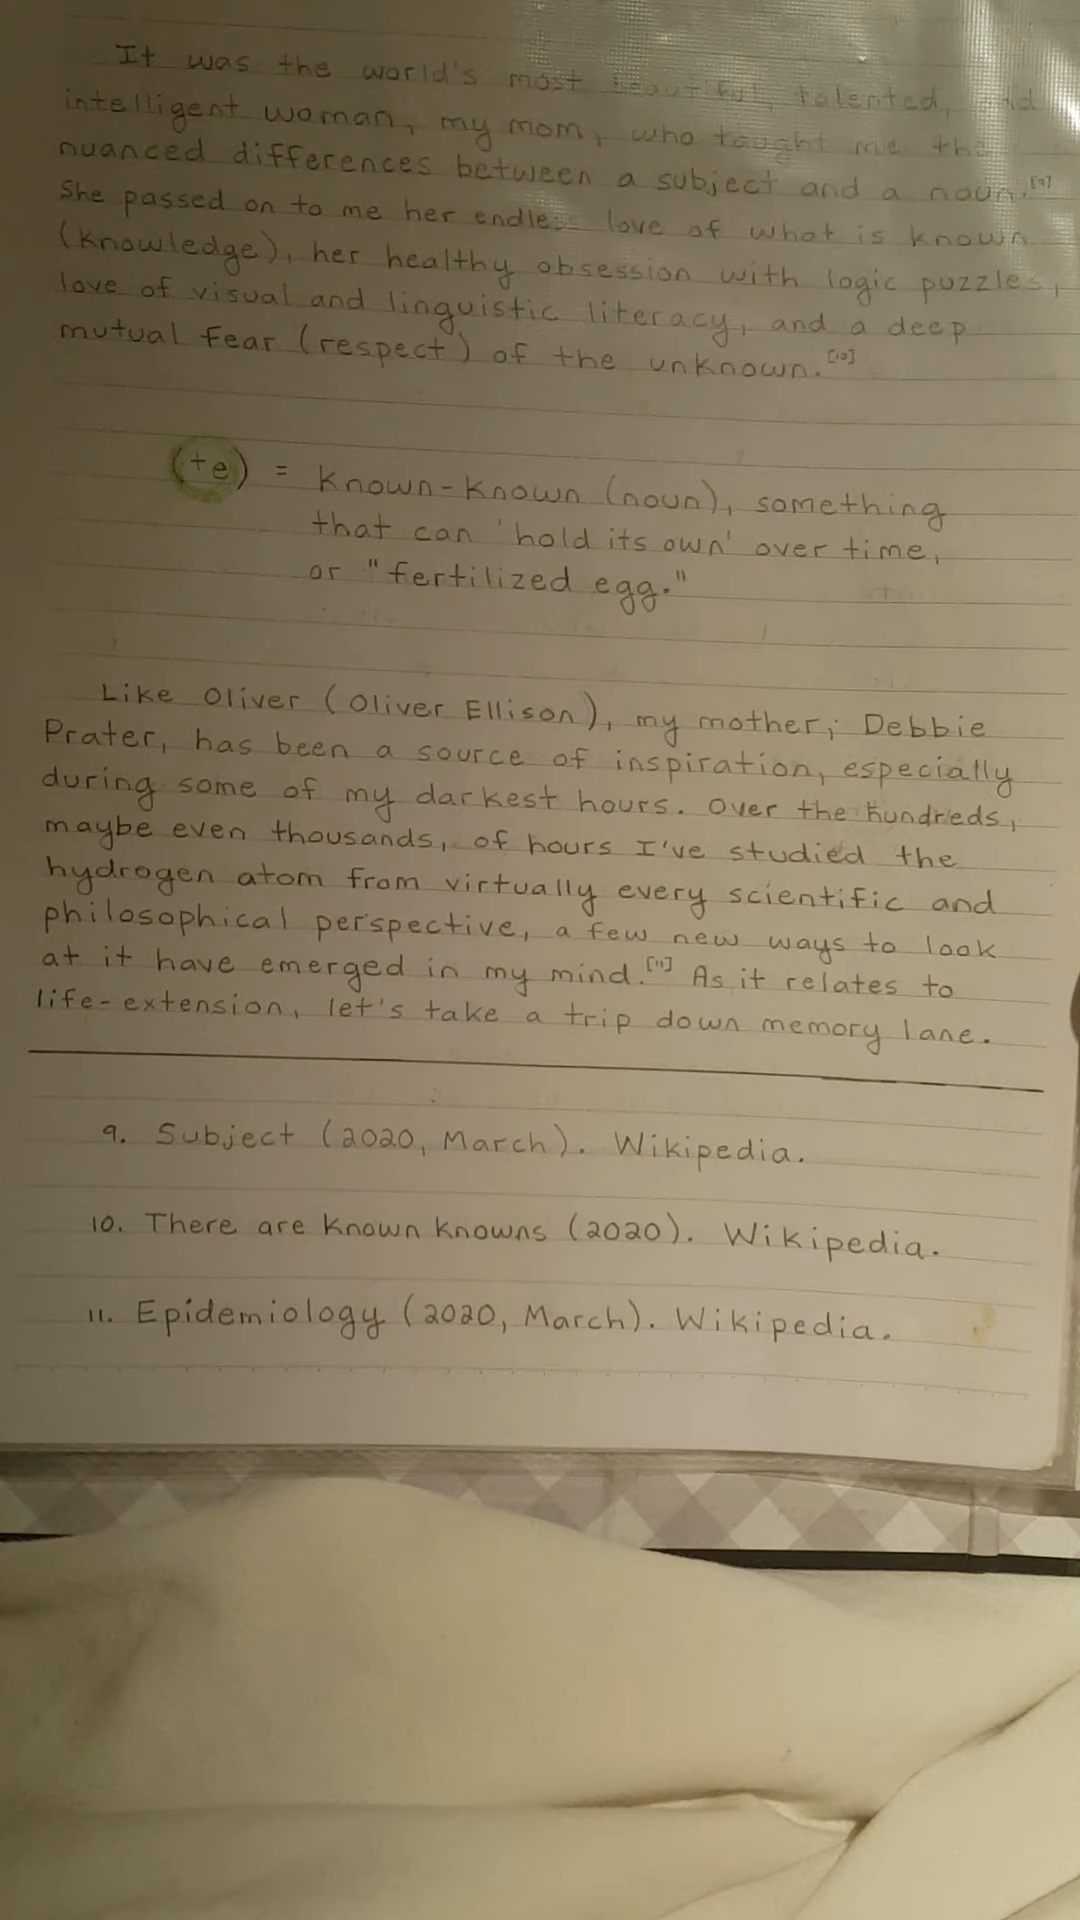 It was the world's most beautiful, talented, and
intelligent woman, my mom, who taught me the
nuanced differences between a subject and a noun.[9]
She passed on to me her endless love of what is known
(knowledge), her healthy obsession with logic puzzles,
love of visual and linguistic literacy, and a deep
mutual fear (respect) of the unknown.[10]
(+e) = Known-Known (noun), something
that can 'hold its own' over time,
or "fertilized egg."
Like Oliver (Oliver Ellison), my mother; Debbie
Prater, has been a source of inspiration, especially
during some of my darkest hours. Over the hundreds,
maybe even thousands, of hours I've studied the
hydrogen atom from virtually every scientific and
philosophical perspective, a few new ways to look
at it have emerged in my mind.[11] As it relates to
life-extension, let's take a trip down memory lane.
9. Subject (2020, March). Wikipedia.
10. There are Known Knowns (2020). Wikipedia.
11. Epidemiology (2020, March). Wikipedia.